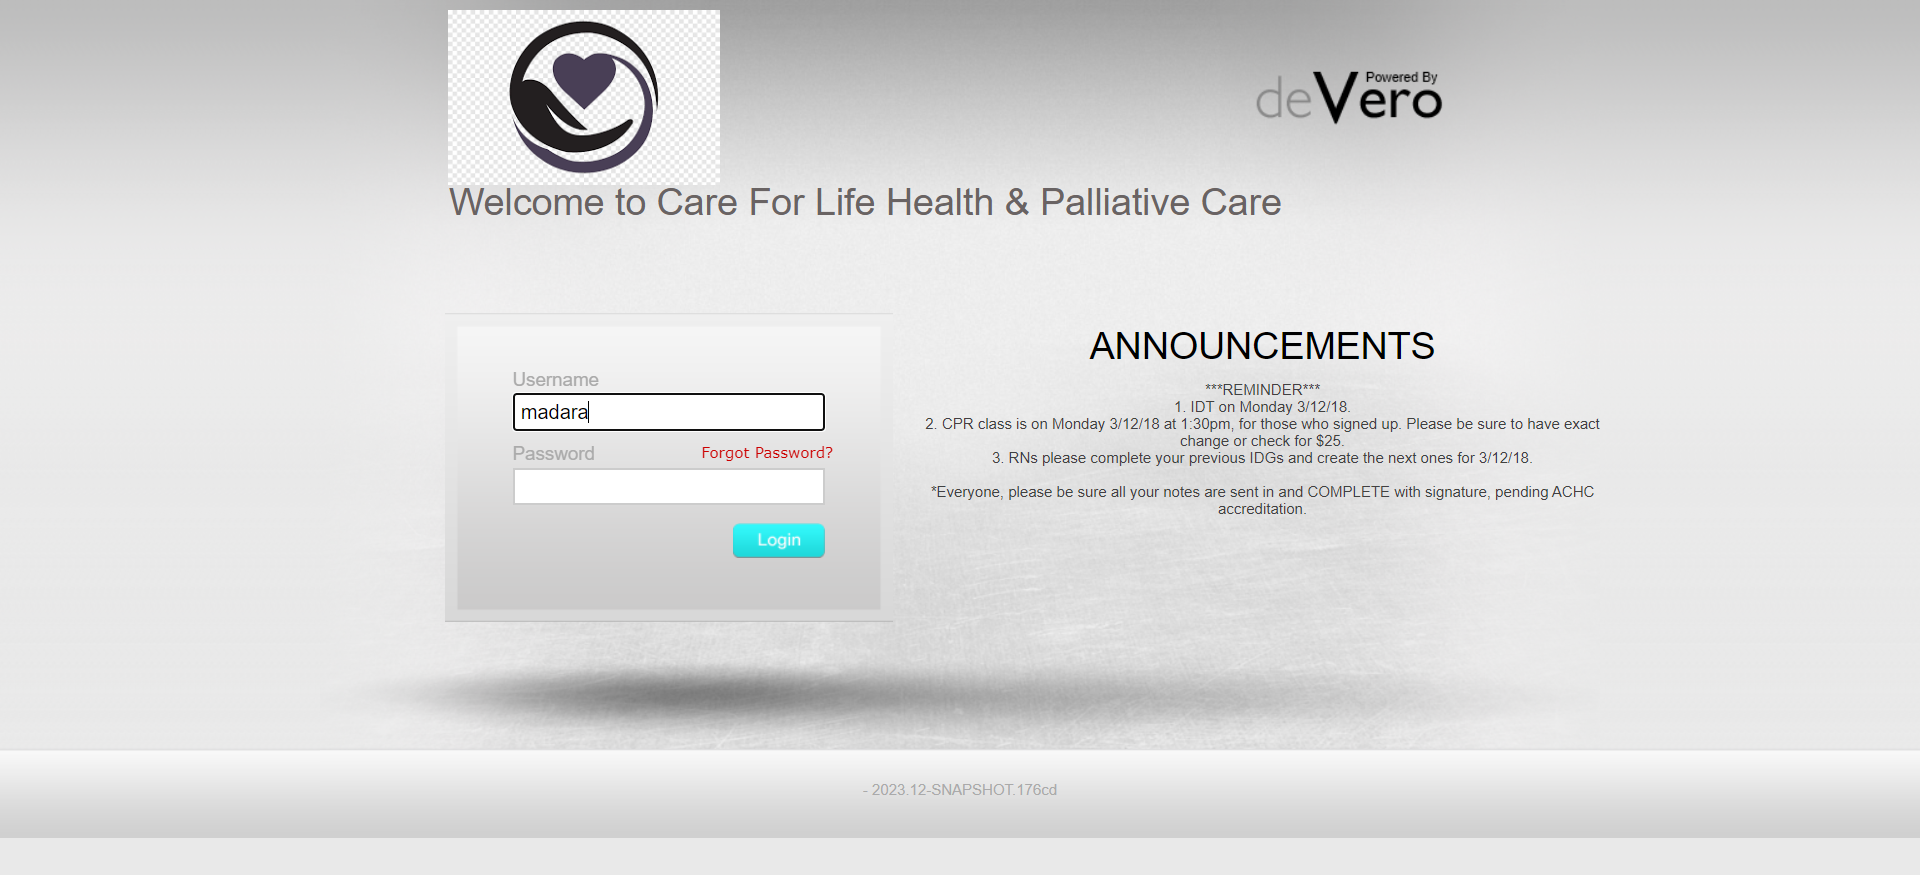 Powered By
deVero
Welcome to Care For Life Health & Palliative Care
Username
madara
Password
Forgot Password?
Login
ANNOUNCEMENTS
***REMINDER***
1. IDT on Monday 3/12/18.
2. CPR class is on Monday 3/12/18 at 1:30pm, for those who signed up. Please be sure to have exact
change or check for $25.
3. RNs please complete your previous IDGs and create the next ones for 3/12/18.
*Everyone, please be sure all your notes are sent in and COMPLETE with signature, pending ACHC
accreditation.
- 2023.12-SNAPSHOT.176cd